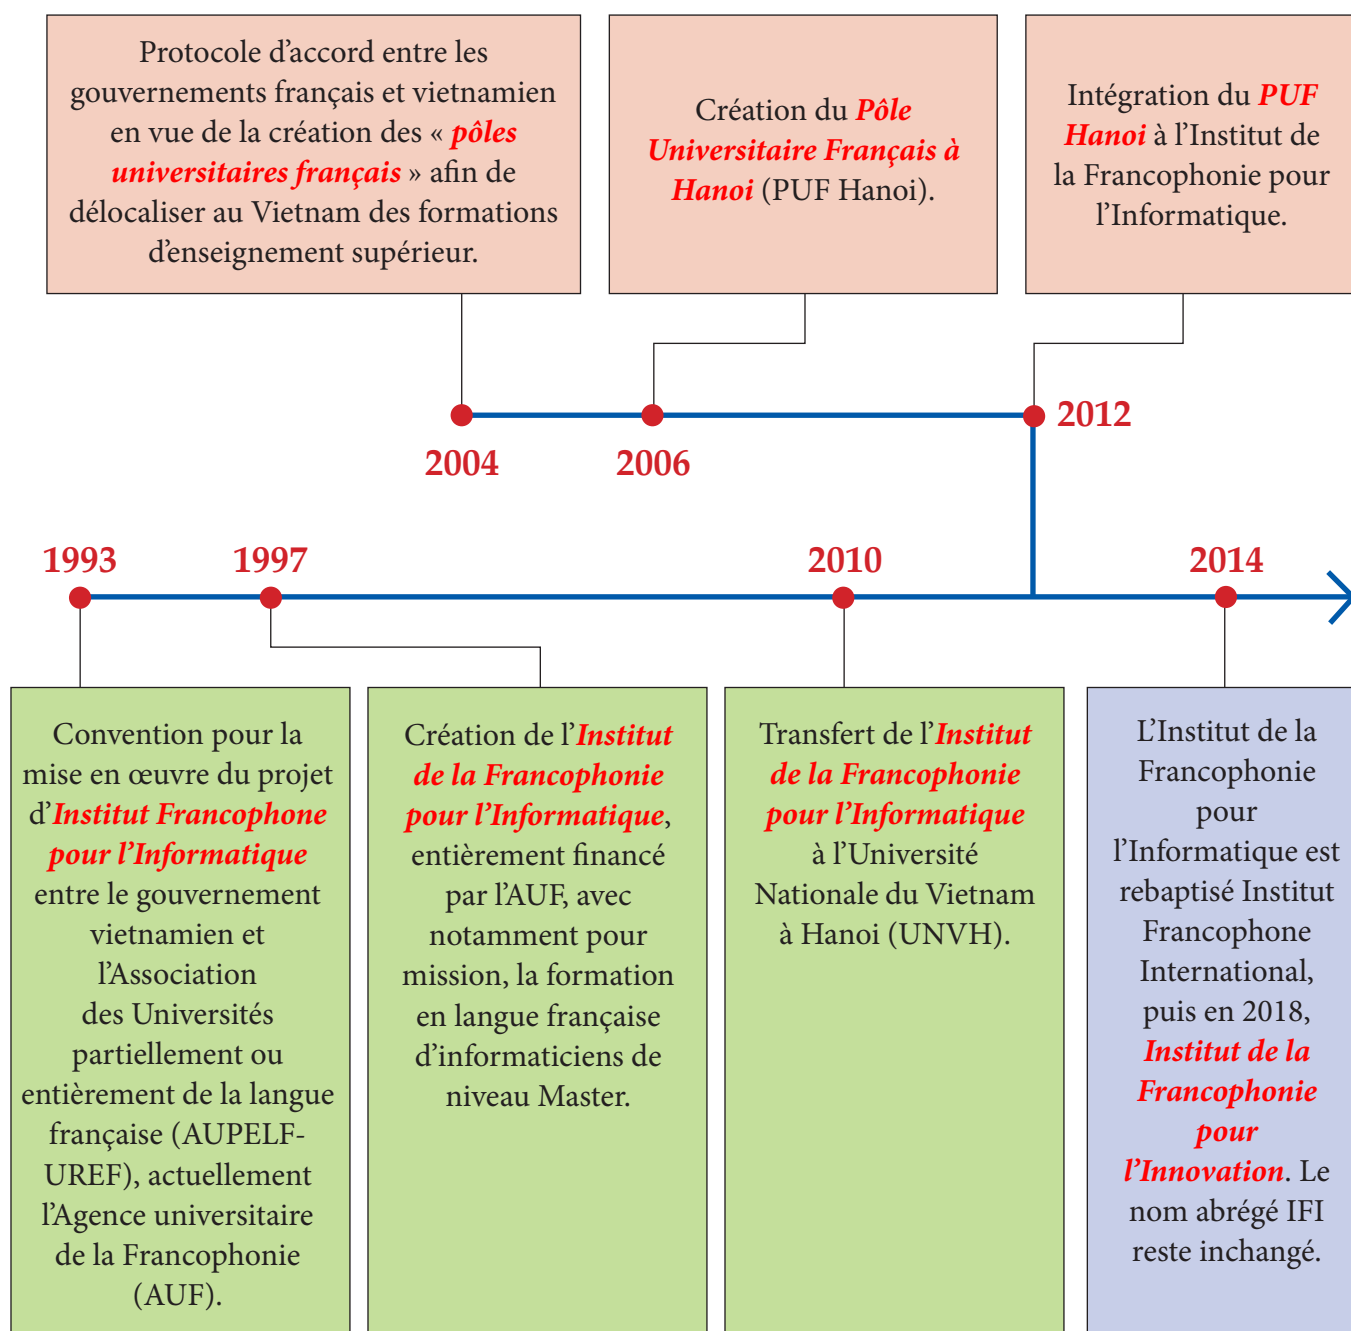 Protocole d’accord entre les
gouvernements français et vietnamien
en vue de la création des « pôles
universitaires français » afin de
délocaliser au Vietnam des formations
d’enseignement supérieur.
Création du Pôle
Universitaire Français à
Hanoi (PUF Hanoi).
Intégration du PUF
Hanoi à l’Institut de
la Francophonie pour
l’Informatique.
2004
2006
2012
1993
1997
2010
2014
Convention pour la
mise en œuvre du projet
d’Institut Francophone
pour l’Informatique
entre le gouvernement
vietnamien et
l’Association
des Universités
partiellement ou
entièrement de la langue
française (AUPELF-
UREF), actuellement
l’Agence universitaire
de la Francophonie
(AUF).
Création de l’Institut
de la Francophonie
pour l’Informatique,
entièrement financé
par l’AUF, avec
notamment pour
mission, la formation
en langue française
d’informaticiens de
niveau Master.
Transfert de l’Institut
de la Francophonie
pour l’Informatique
à l’Université
Nationale du Vietnam
à Hanoi (UNVH).
L’Institut de la
Francophonie
pour
l’Informatique est
rebaptisé Institut
Francophone
International,
puis en 2018,
Institut de la
Francophonie
pour
l’Innovation. Le
nom abrégé IFI
reste inchangé.